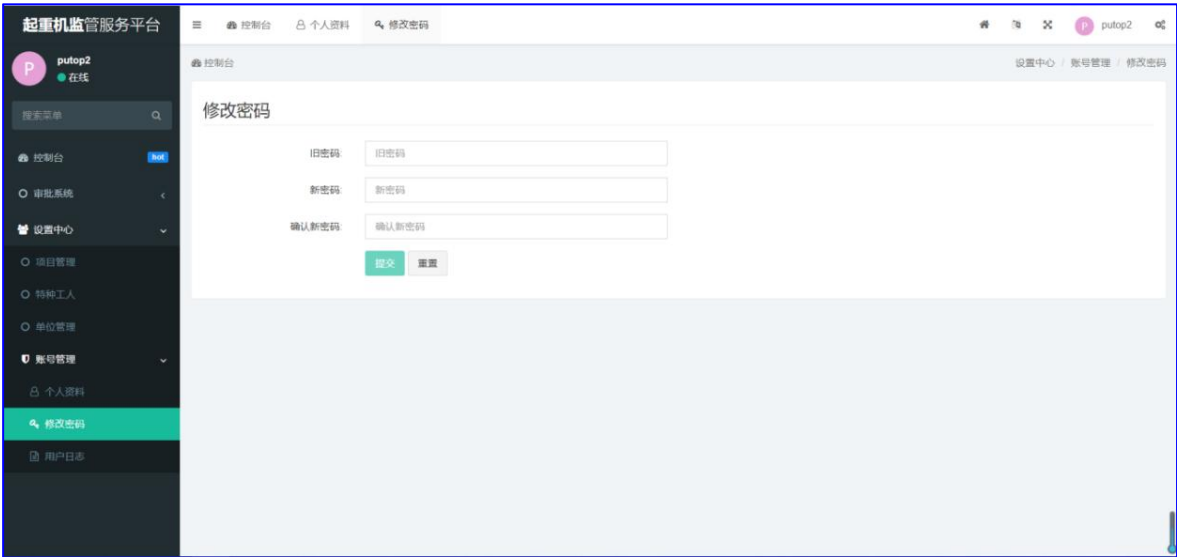 起重机监管服务平台
控制台 个人资料 修改密码 P putop2
P putop2
在线
控制台 设置中心 / 账号管理 / 修改密码
搜索菜单
修改密码
控制台 hot
旧密码: 旧密码
审批系统
新密码: 新密码
设置中心
确认新密码: 确认新密码
项目管理
提交 重置
特种工人
单位管理
账号管理
个人资料
修改密码
用户日志